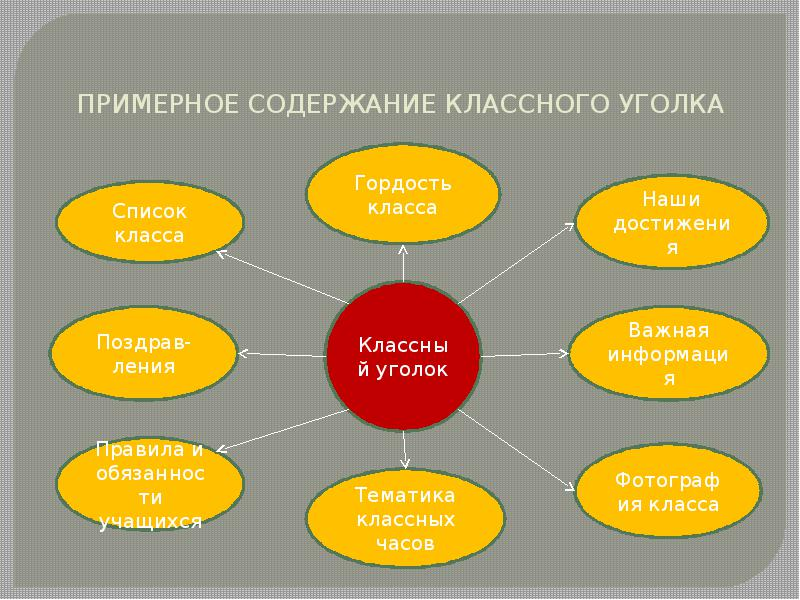 ПРИМЕРНОЕ СОДЕРЖАНИЕ КЛАССНОГО УГОЛКА
Гордость
класса
Список
класса
Наши
достижени
я
Поздрав-
ления
Классны
й уголок
Важная
информаци
я
Правила и
обязаннос
ти
учащихся
Тематика
классных
часов
Фотограф
ия класса